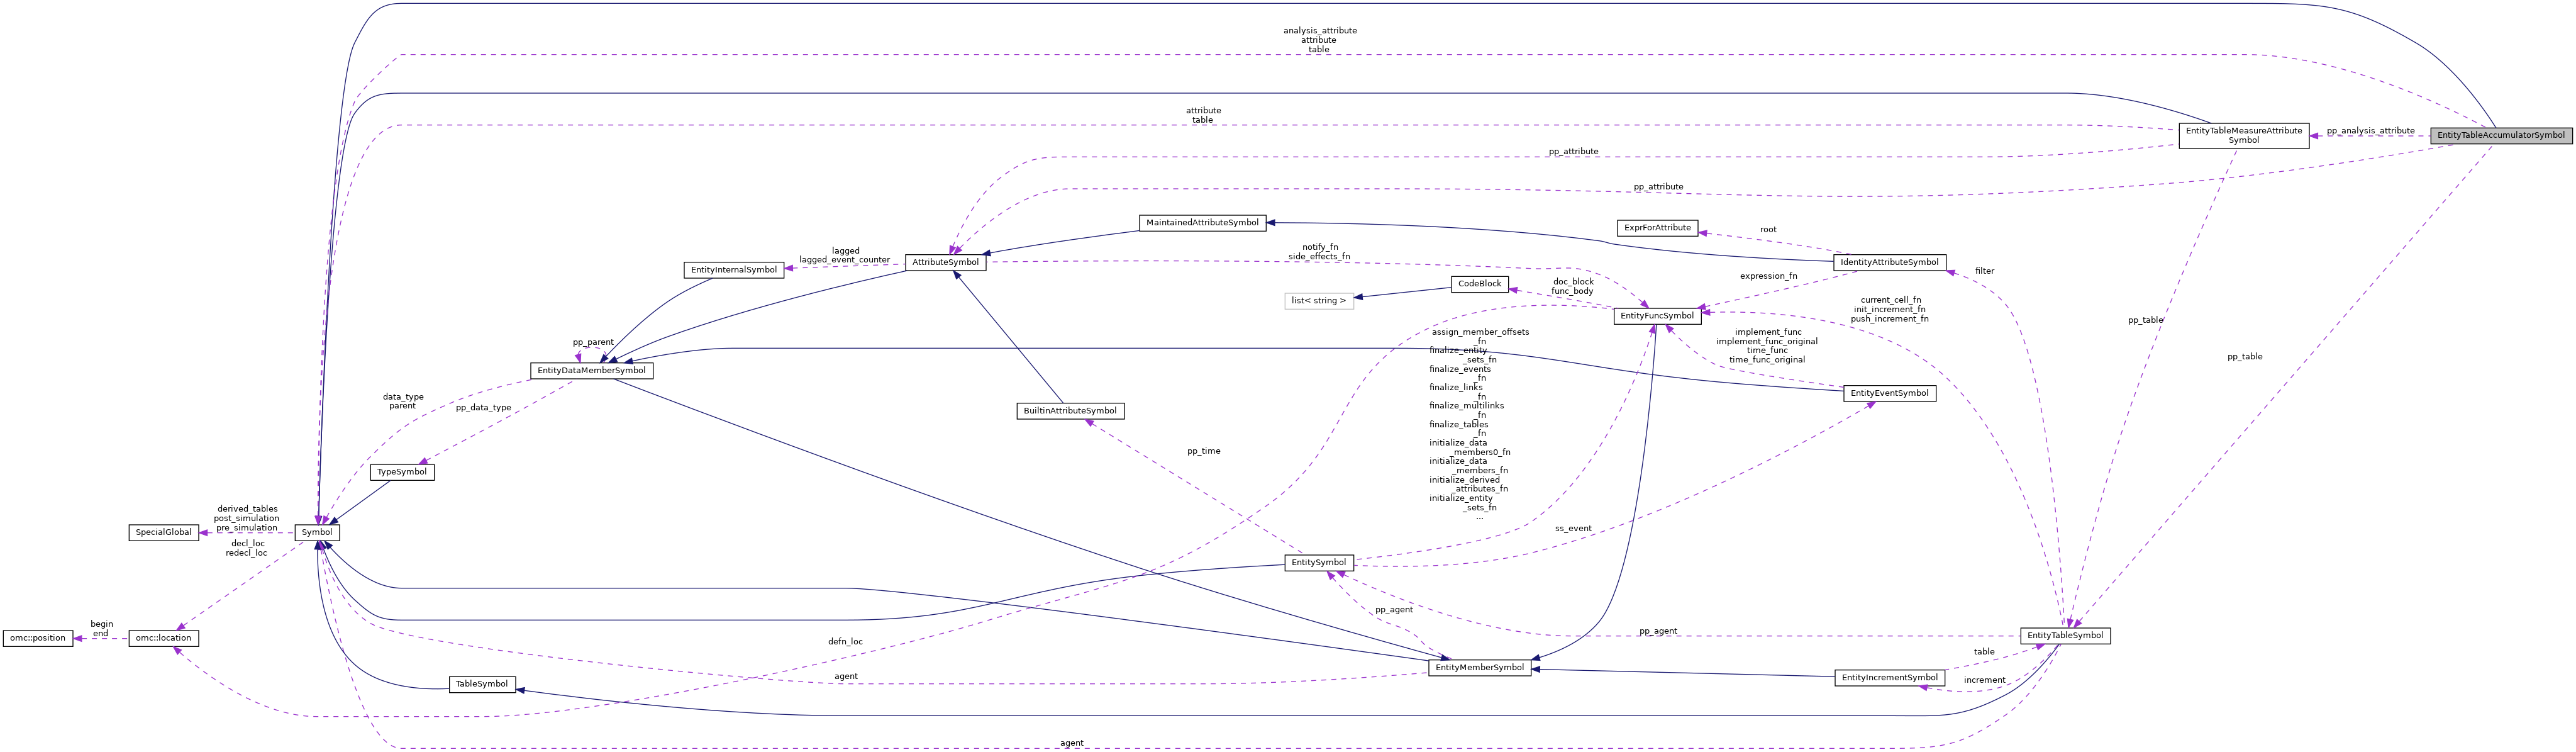 analysis_attribute
attribute
table
attribute
table
EntityTableMeasureAttribute
Symbol
pp_analysis_attribute
EntityTableAccumulatorSymbol
pp_attribute
pp_attribute
MaintainedAttributeSymbol
ExprForAttribute
root
lagged
lagged_event_counter
notify_fn
side_effects_fn
AttributeSymbol
IdentityAttributeSymbol
EntityInternalSymbol
expression_fn
filter
CodeBlock
doc_block
func_body
list< string >
current_cell_fn
init_increment_fn
push_increment_fn
EntityFuncSymbol
pp_table
assign_member_offsets
_fn
finalize_entity
_sets_fn
finalize_events
_fn
finalize_links
_fn
finalize_multilinks
_fn
finalize_tables
_fn
initialize_data
_members0_fn
initialize_data
_members_fn
initialize_derived
_attributes_fn
initialize_entity
_sets_fn
...
implement_func
implement_func_original
time_func
time_func_original
pp_parent
pp_table
EntityDataMemberSymbol
EntityEventSymbol
data_type
parent
pp_data_type
BuiltinAttributeSymbol
pp_time
TypeSymbol
derived_tables
post_simulation
pre_simulation
SpecialGlobal
Symbol
ss_event
decl_loc
redecl_loc
EntitySymbol
pp_agent
begin
end
omc::position
omc::location
defn_loc
pp_agent
EntityTableSymbol
table
EntityMemberSymbol
agent
TableSymbol
EntityIncrementSymbol
increment
agent